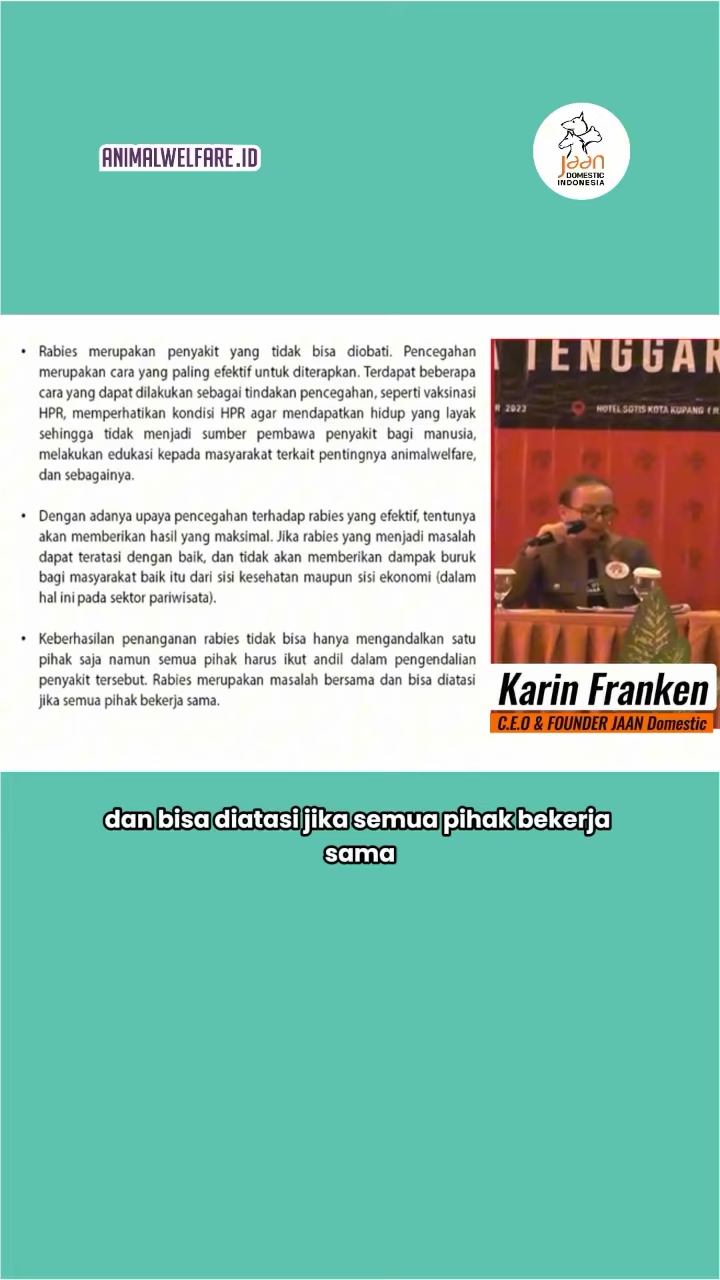 ANIMALWELFARE.ID
jaan
DOMESTIC
INDONESIA
• Rabies merupakan penyakit yang tidak bisa diobati. Pencegahan
merupakan cara yang paling efektif untuk diterapkan. Terdapat beberapa
cara yang dapat dilakukan sebagai tindakan pencegahan, seperti vaksinasi
HPR, memperhatikan kondisi HPR agar mendapatkan hidup yang layak
sehingga tidak menjadi sumber pembawa penyakit bagi manusia,
melakukan edukasi kepada masyarakat terkait pentingnya animalwelfare,
dan sebagainya.
• Dengan adanya upaya pencegahan terhadap rabies yang efektif, tentunya
akan memberikan hasil yang maksimal. Jika rabies yang menjadi masalah
dapat teratasi dengan baik, dan tidak akan memberikan dampak buruk
bagi masyarakat baik itu dari sisi kesehatan maupun sisi ekonomi (dalam
hal ini pada sektor pariwisata).
• Keberhasilan penanganan rabies tidak bisa hanya mengandalkan satu
pihak saja namun semua pihak harus ikut andil dalam pengendalian
penyakit tersebut. Rabies merupakan masalah bersama dan bisa diatasi
jika semua pihak bekerja sama.
A TENGGAR
R 2023
HOTEL SOTIS KOTA KUPANG
Karin Franken
C.E.O & FOUNDER JAAN Domestic
dan bisa diatasi jika semua pihak bekerja
sama